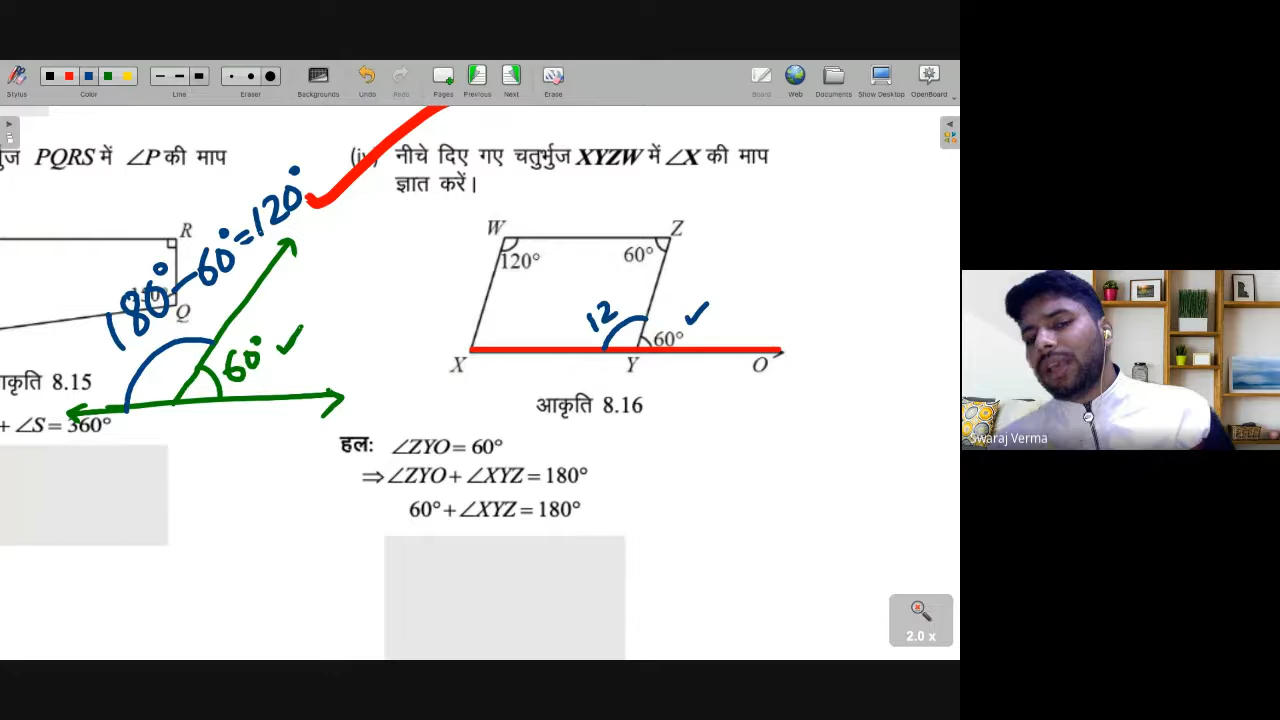 Stylus
Color
Line
Eraser
Backgrounds
Undo
Redo
Pages
Previous
Next
Erase
Board
Web
Documents
Show Desktop
OpenBoard
PQRS में ∠P की माप
R
Q
आकृति 8.15
+ ∠S = 360°
180° - 60° = 120°
60° ✓
(iv) नीचे दिए गए चतुर्भुज XYZW में ∠X की माप
ज्ञात करें।
W
Z
120°
60°
12
60°
✓
X
Y
O
आकृति 8.16
हल: ∠ZYO = 60°
⇒ ∠ZYO + ∠XYZ = 180°
60° + ∠XYZ = 180°
2.0 x
Swaraj Verma